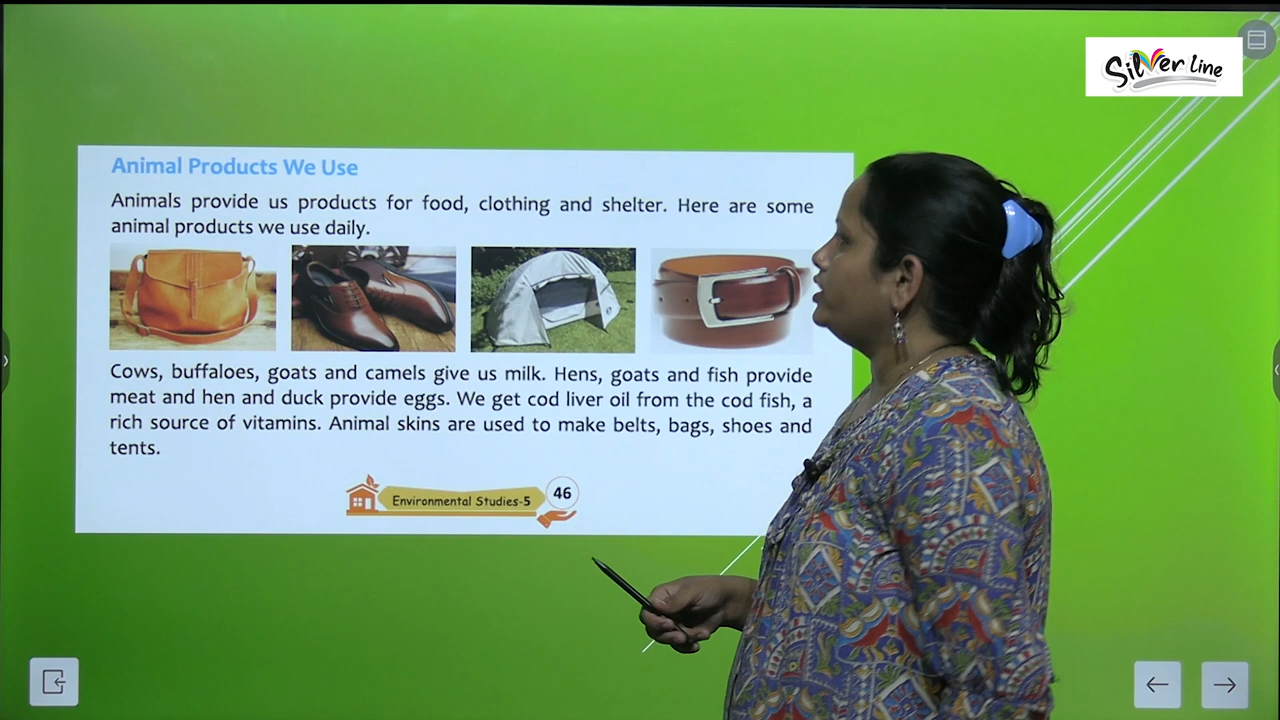 Silver Line
Animal Products We Use
Animals provide us products for food, clothing and shelter. Here are some
animal products we use daily.
Cows, buffaloes, goats and camels give us milk. Hens, goats and fish provide
meat and hen and duck provide eggs. We get cod liver oil from the cod fish, a
rich source of vitamins. Animal skins are used to make belts, bags, shoes and
tents.
Environmental Studies-5
46